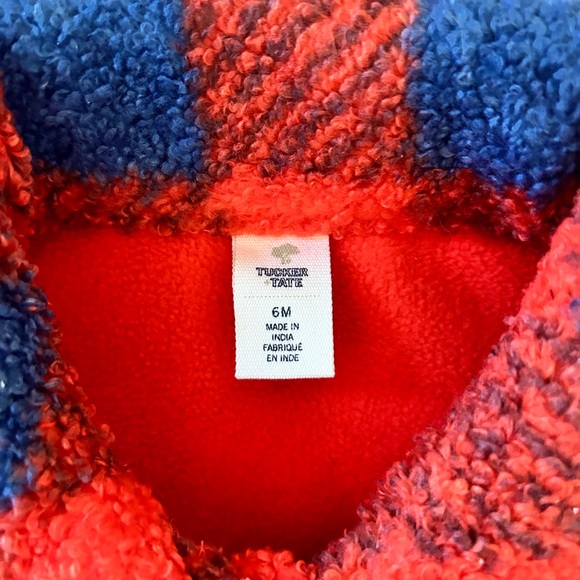 TUCKER
+TATE
6M
MADE IN
INDIA
FABRIQUÉ
EN INDE